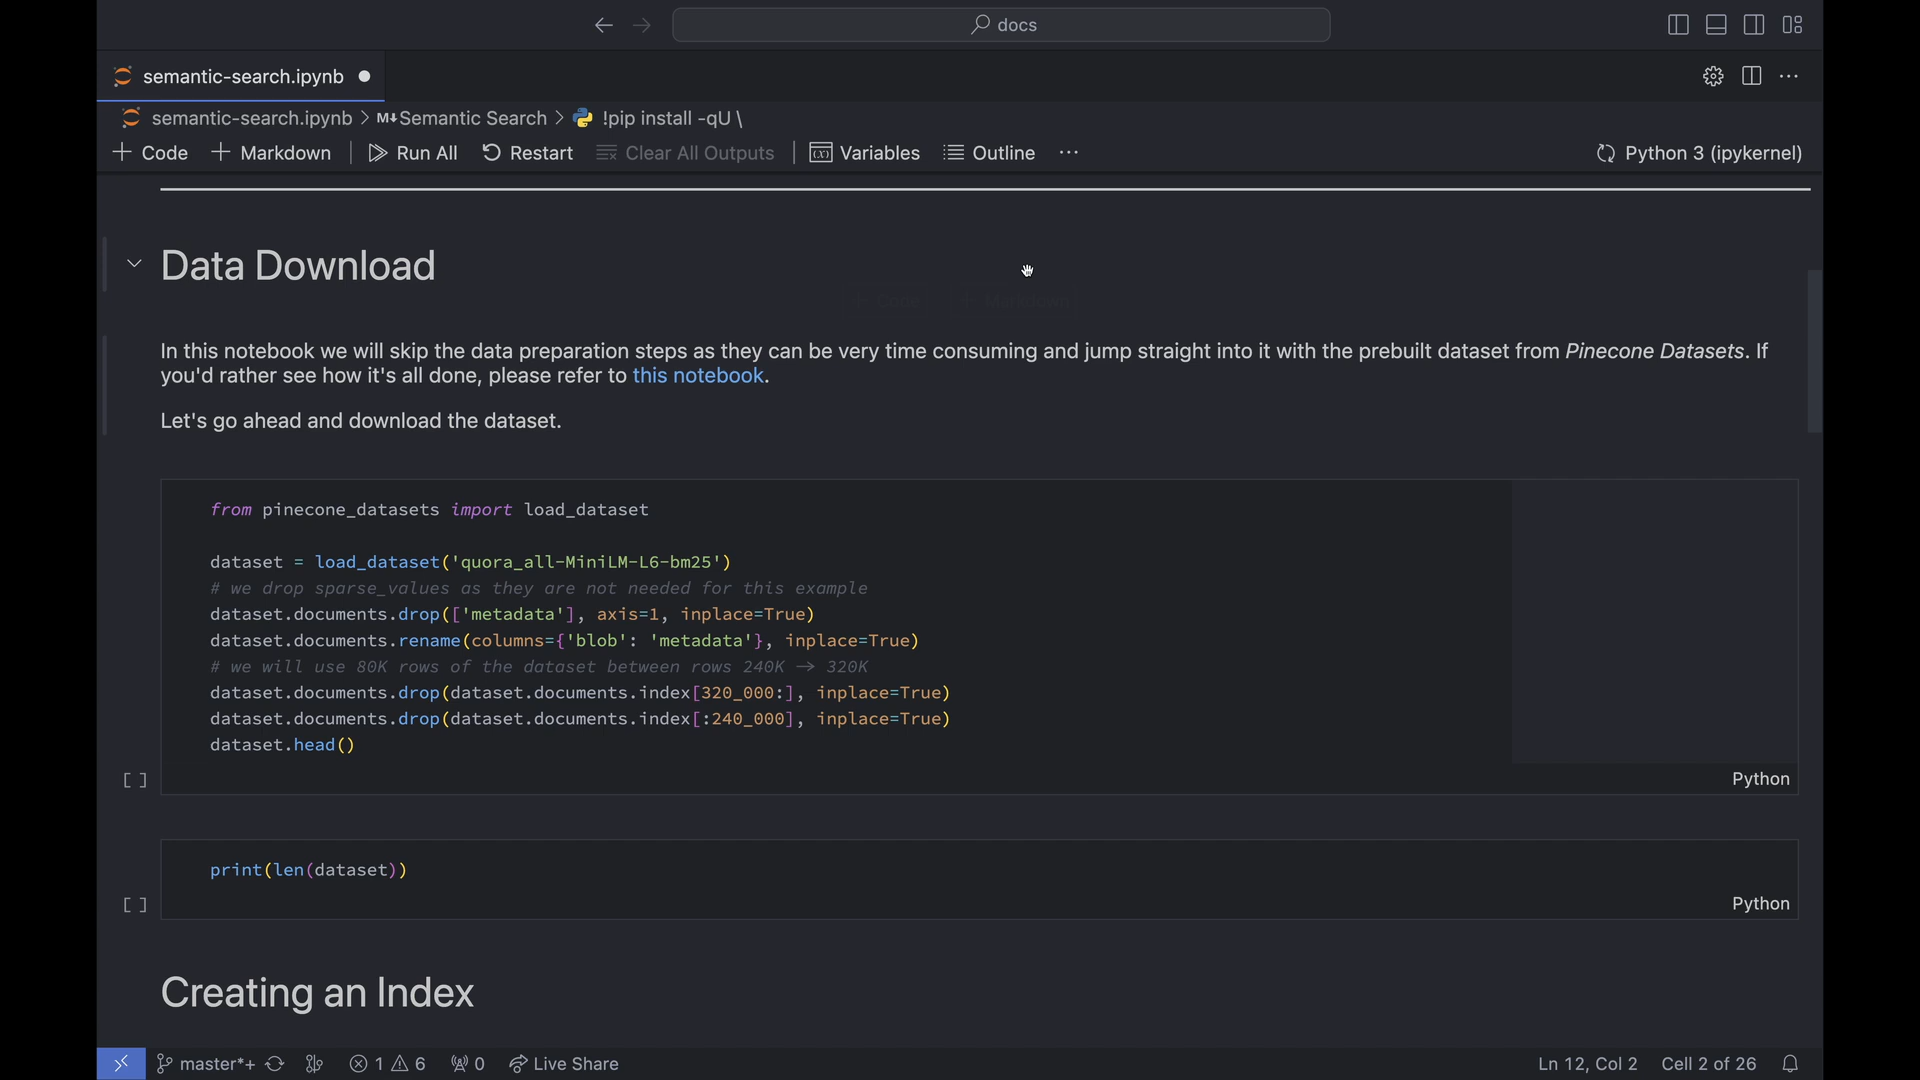 docs
semantic-search.ipynb
semantic-search.ipynb > M↓ Semantic Search > !pip install -qU \
+ Code + Markdown Run All Restart Clear All Outputs Variables Outline ... Python 3 (ipykernel)
Data Download
+ Code + Markdown
In this notebook we will skip the data preparation steps as they can be very time consuming and jump straight into it with the prebuilt dataset from Pinecone Datasets. If
you'd rather see how it's all done, please refer to this notebook.
Let's go ahead and download the dataset.
from pinecone_datasets import load_dataset
dataset = load_dataset('quora_all-MiniLM-L6-bm25')
# we drop sparse_values as they are not needed for this example
dataset.documents.drop(['metadata'], axis=1, inplace=True)
dataset.documents.rename(columns={'blob': 'metadata'}, inplace=True)
# we will use 80K rows of the dataset between rows 240K → 320K
dataset.documents.drop(dataset.documents.index[320_000:], inplace=True)
dataset.documents.drop(dataset.documents.index[:240_000], inplace=True)
dataset.head()
[ ]
Python
print(len(dataset))
[ ]
Python
Creating an Index
master*+ 1 6 0 Live Share Ln 12, Col 2 Cell 2 of 26